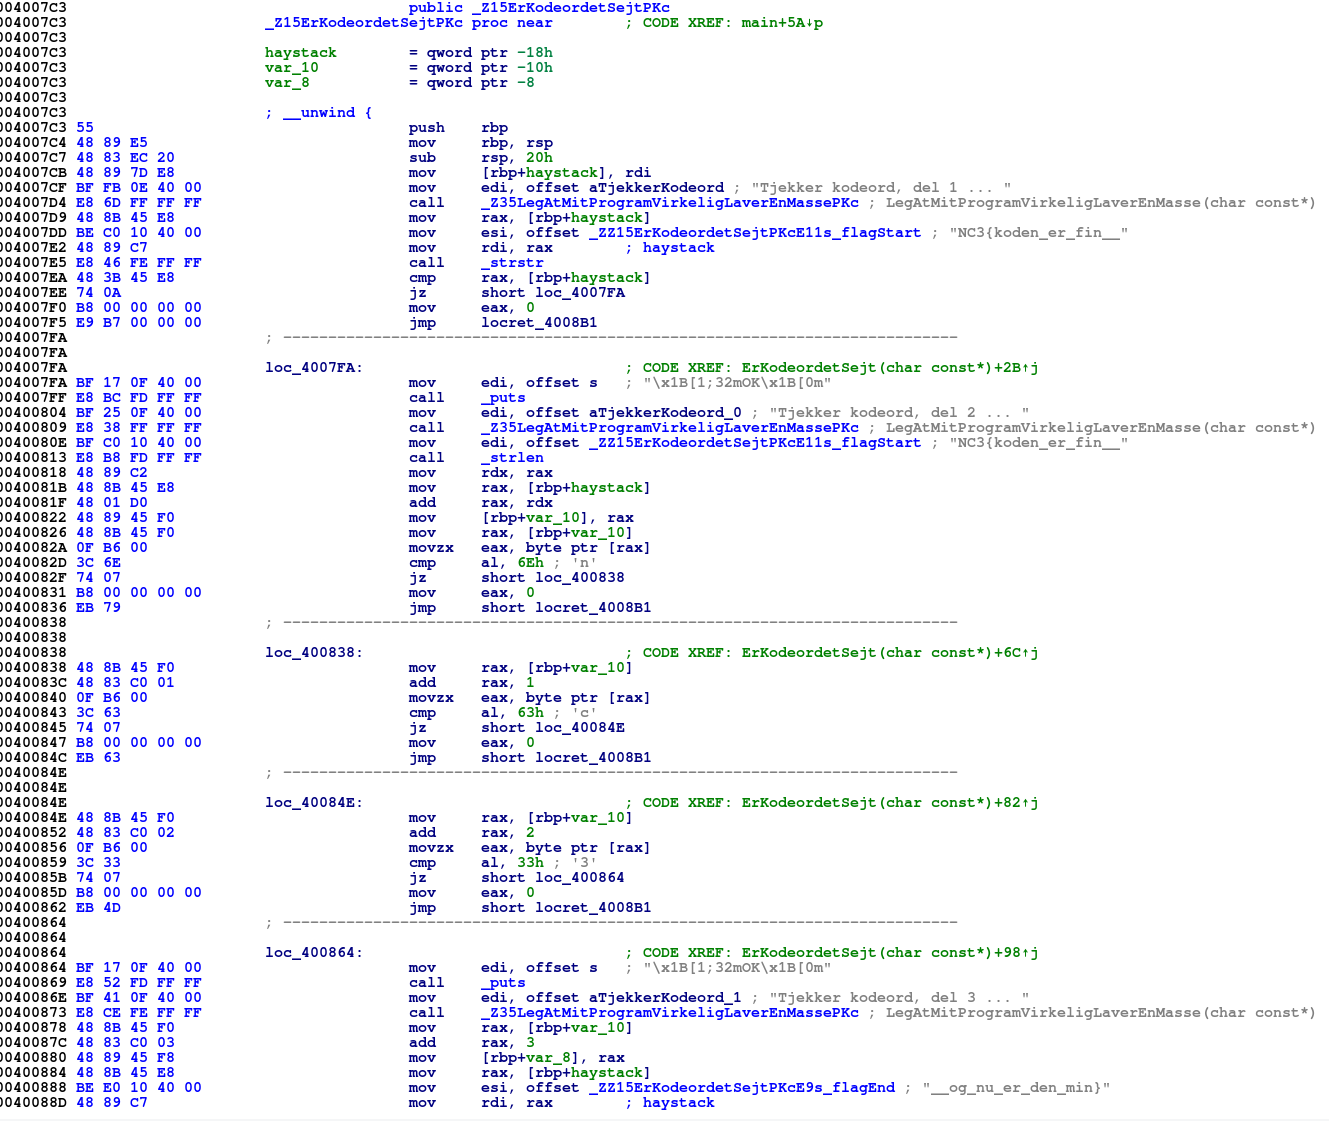 004007C3 public _Z15ErKodeordetSejtPKc
004007C3 _Z15ErKodeordetSejtPKc proc near ; CODE XREF: main+5A↓p
004007C3
004007C3 haystack = qword ptr -18h
004007C3 var_10 = qword ptr -10h
004007C3 var_8 = qword ptr -8
004007C3
004007C3 ; __unwind {
004007C3 55 push rbp
004007C4 48 89 E5 mov rbp, rsp
004007C7 48 83 EC 20 sub rsp, 20h
004007CB 48 89 7D E8 mov [rbp+haystack], rdi
004007CF BF FB 0E 40 00 mov edi, offset aTjekkerKodeord ; "Tjekker kodeord, del 1 ... "
004007D4 E8 6D FF FF FF call _Z35LegAtMitProgramVirkeligLaverEnMassePKc ; LegAtMitProgramVirkeligLaverEnMasse(char const*)
004007D9 48 8B 45 E8 mov rax, [rbp+haystack]
004007DD BE C0 10 40 00 mov esi, offset _ZZ15ErKodeordetSejtPKcE11s_flagStart ; "NC3{koden_er_fin__"
004007E2 48 89 C7 mov rdi, rax ; haystack
004007E5 E8 46 FE FF FF call _strstr
004007EA 48 3B 45 E8 cmp rax, [rbp+haystack]
004007EE 74 0A jz short loc_4007FA
004007F0 B8 00 00 00 00 mov eax, 0
004007F5 E9 B7 00 00 00 jmp locret_4008B1
004007FA ; ---------------------------------------------------------------------------
004007FA
004007FA loc_4007FA: ; CODE XREF: ErKodeordetSejt(char const*)+2B↑j
004007FA BF 17 0F 40 00 mov edi, offset s ; "\x1B[1;32mOK\x1B[0m"
004007FF E8 BC FD FF FF call _puts
00400804 BF 25 0F 40 00 mov edi, offset aTjekkerKodeord_0 ; "Tjekker kodeord, del 2 ... "
00400809 E8 38 FF FF FF call _Z35LegAtMitProgramVirkeligLaverEnMassePKc ; LegAtMitProgramVirkeligLaverEnMasse(char const*)
0040080E BF C0 10 40 00 mov edi, offset _ZZ15ErKodeordetSejtPKcE11s_flagStart ; "NC3{koden_er_fin__"
00400813 E8 B8 FD FF FF call _strlen
00400818 48 89 C2 mov rdx, rax
0040081B 48 8B 45 E8 mov rax, [rbp+haystack]
0040081F 48 01 D0 add rax, rdx
00400822 48 89 45 F0 mov [rbp+var_10], rax
00400826 48 8B 45 F0 mov rax, [rbp+var_10]
0040082A 0F B6 00 movzx eax, byte ptr [rax]
0040082D 3C 6E cmp al, 6Eh ; 'n'
0040082F 74 07 jz short loc_400838
00400831 B8 00 00 00 00 mov eax, 0
00400836 EB 79 jmp short locret_4008B1
00400838 ; ---------------------------------------------------------------------------
00400838
00400838 loc_400838: ; CODE XREF: ErKodeordetSejt(char const*)+6C↑j
00400838 48 8B 45 F0 mov rax, [rbp+var_10]
0040083C 48 83 C0 01 add rax, 1
00400840 0F B6 00 movzx eax, byte ptr [rax]
00400843 3C 63 cmp al, 63h ; 'c'
00400845 74 07 jz short loc_40084E
00400847 B8 00 00 00 00 mov eax, 0
0040084C EB 63 jmp short locret_4008B1
0040084E ; ---------------------------------------------------------------------------
0040084E
0040084E loc_40084E: ; CODE XREF: ErKodeordetSejt(char const*)+82↑j
0040084E 48 8B 45 F0 mov rax, [rbp+var_10]
00400852 48 83 C0 02 add rax, 2
00400856 0F B6 00 movzx eax, byte ptr [rax]
00400859 3C 33 cmp al, 33h ; '3'
0040085B 74 07 jz short loc_400864
0040085D B8 00 00 00 00 mov eax, 0
00400862 EB 4D jmp short locret_4008B1
00400864 ; ---------------------------------------------------------------------------
00400864
00400864 loc_400864: ; CODE XREF: ErKodeordetSejt(char const*)+98↑j
00400864 BF 17 0F 40 00 mov edi, offset s ; "\x1B[1;32mOK\x1B[0m"
00400869 E8 52 FD FF FF call _puts
0040086E BF 41 0F 40 00 mov edi, offset aTjekkerKodeord_1 ; "Tjekker kodeord, del 3 ... "
00400873 E8 CE FE FF FF call _Z35LegAtMitProgramVirkeligLaverEnMassePKc ; LegAtMitProgramVirkeligLaverEnMasse(char const*)
00400878 48 8B 45 F0 mov rax, [rbp+var_10]
0040087C 48 83 C0 03 add rax, 3
00400880 48 89 45 F8 mov [rbp+var_8], rax
00400884 48 8B 45 E8 mov rax, [rbp+haystack]
00400888 BE E0 10 40 00 mov esi, offset _ZZ15ErKodeordetSejtPKcE9s_flagEnd ; "__og_nu_er_den_min}"
0040088D 48 89 C7 mov rdi, rax ; haystack